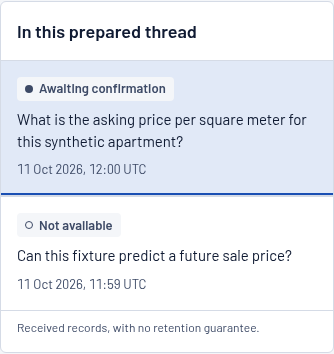 In this prepared thread
Awaiting confirmation
What is the asking price per square meter for
this synthetic apartment?
11 Oct 2026, 12:00 UTC
Not available
Can this fixture predict a future sale price?
11 Oct 2026, 11:59 UTC
Received records, with no retention guarantee.